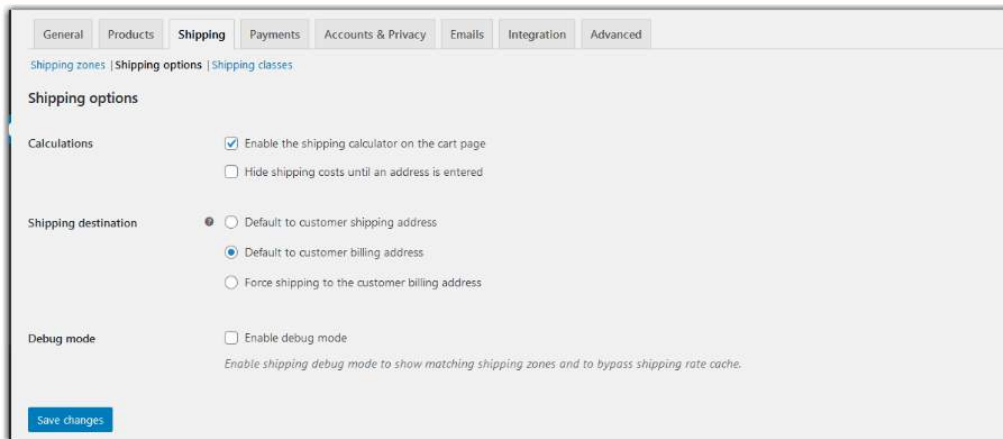 General Products Shipping Payments Accounts & Privacy Emails Integration Advanced
Shipping zones | Shipping options | Shipping classes
Shipping options
Calculations Enable the shipping calculator on the cart page
Hide shipping costs until an address is entered
Shipping destination Default to customer shipping address
Default to customer billing address
Force shipping to the customer billing address
Debug mode Enable debug mode
Enable shipping debug mode to show matching shipping zones and to bypass shipping rate cache.
Save changes